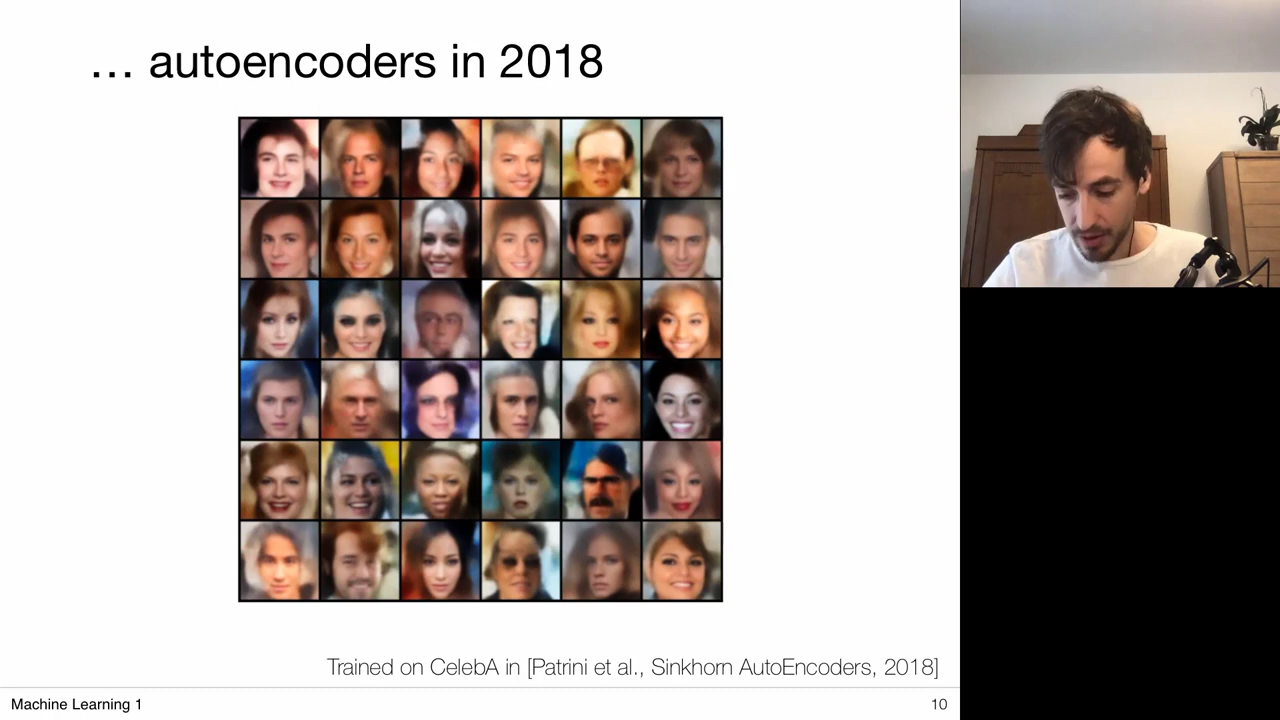 … autoencoders in 2018
Trained on CelebA in [Patrini et al., Sinkhorn AutoEncoders, 2018]
Machine Learning 1
10